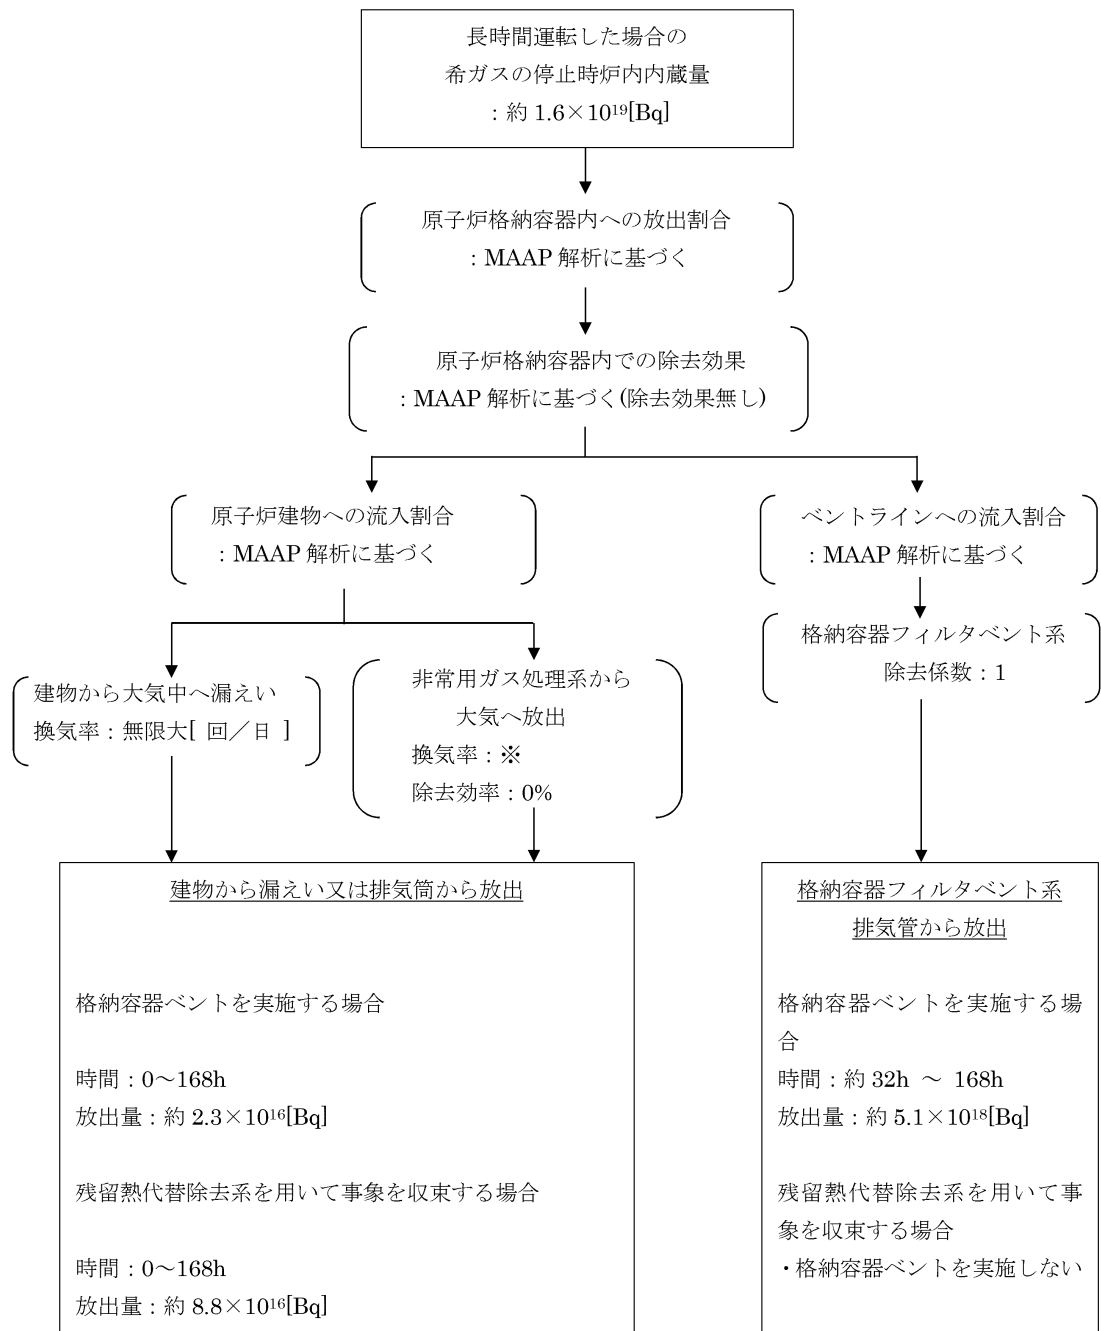 長時間運転した場合の
希ガスの停止時炉内内蔵量
：約 1.6×10¹⁹[Bq]
原子炉格納容器内への放出割合
：MAAP 解析に基づく
原子炉格納容器内での除去効果
：MAAP 解析に基づく(除去効果無し)
原子炉建物への流入割合
：MAAP 解析に基づく
ベントラインへの流入割合
：MAAP 解析に基づく
格納容器フィルタベント系
除去係数：1
建物から大気中へ漏えい
換気率：無限大[ 回／日 ]
非常用ガス処理系から
大気へ放出
換気率：※
除去効率：0%
建物から漏えい又は排気筒から放出
格納容器ベントを実施する場合
時間：0～168h
放出量：約 2.3×10¹⁶[Bq]
残留熱代替除去系を用いて事象を収束する場合
時間：0～168h
放出量：約 8.8×10¹⁶[Bq]
格納容器フィルタベント系
排気管から放出
格納容器ベントを実施する場
合
時間：約 32h ～ 168h
放出量：約 5.1×10¹⁸[Bq]
残留熱代替除去系を用いて事
象を収束する場合
・格納容器ベントを実施しない